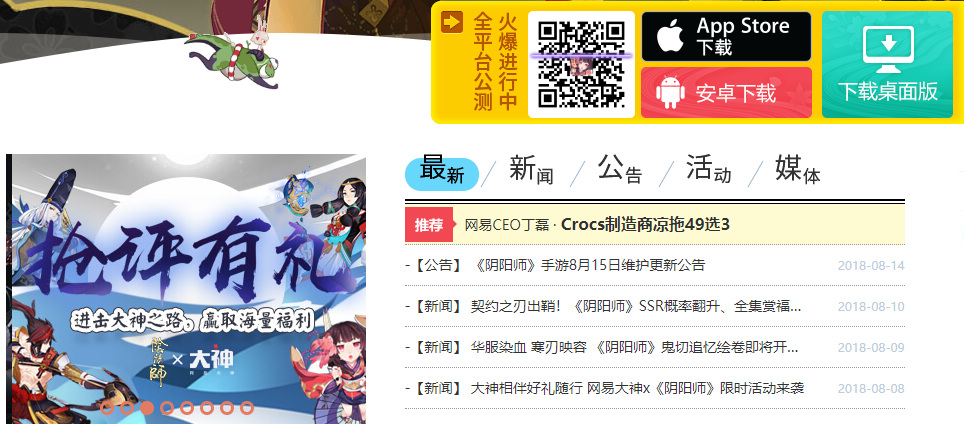 全平台公测
火爆进行中
App Store
下载
安卓下载
下载桌面版
抢评有礼
进击大神之路、赢取海量福利
陰陽師 × 大神
最新 / 新闻 / 公告 / 活动 / 媒体
推荐 网易CEO丁磊 · Crocs制造商凉拖49选3
-【公告】 《阴阳师》手游8月15日维护更新公告 2018-08-14
-【新闻】 契约之刃出鞘！《阴阳师》SSR概率翻升、全集赏福... 2018-08-10
-【新闻】 华服染血 寒刃映容 《阴阳师》鬼切追忆绘卷即将开... 2018-08-09
-【新闻】 大神相伴好礼随行 网易大神x《阴阳师》限时活动来袭 2018-08-08